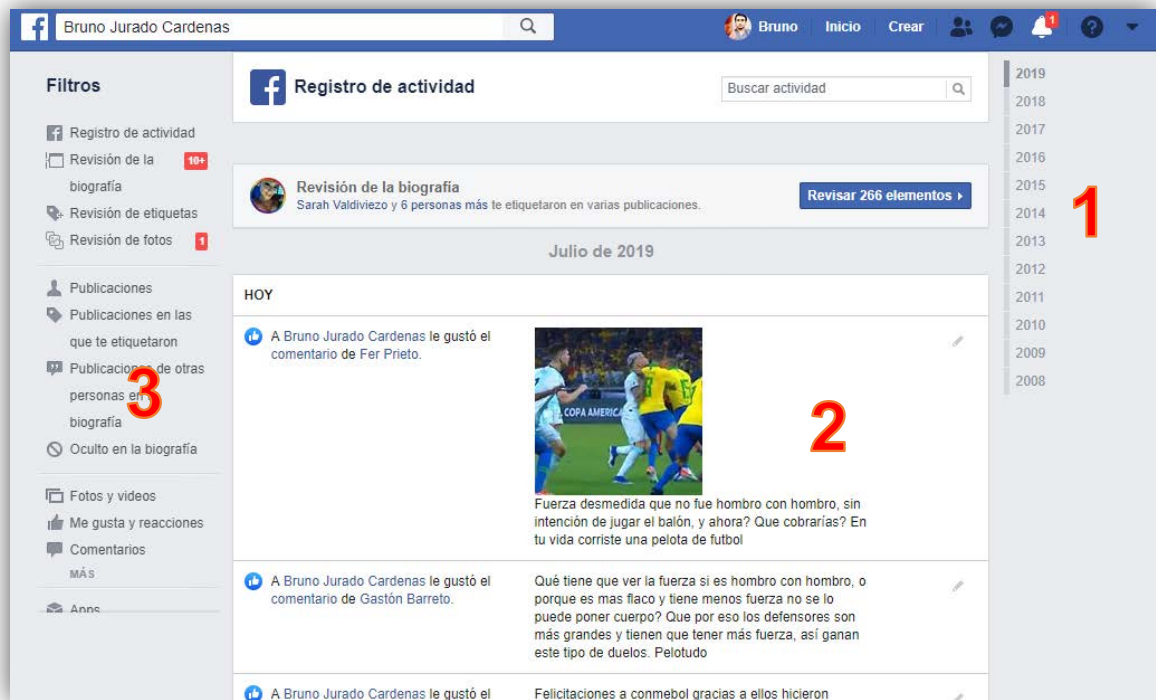 Bruno Jurado Cardenas
Bruno
Inicio
Crear
1
Filtros
Registro de actividad
Revisión de la
10+
biografía
Revisión de etiquetas
Revisión de fotos
1
Publicaciones
Publicaciones en las
que te etiquetaron
Publicaciones de otras
personas en
biografía
Oculto en la biografía
Fotos y videos
Me gusta y reacciones
Comentarios
MÁS
Apps
3
Registro de actividad
Buscar actividad
Revisión de la biografía
Sarah Valdiviezo y 6 personas más te etiquetaron en varias publicaciones.
Revisar 266 elementos
Julio de 2019
HOY
A Bruno Jurado Cardenas le gustó el
comentario de Fer Prieto.
COPA AMERICA
2
Fuerza desmedida que no fue hombre con hombre, sin
intención de jugar el balón, y ahora? Que cobrarías? En
tu vida corriste una pelota de futbol
A Bruno Jurado Cardenas le gustó el
comentario de Gastón Barreto.
Qué tiene que ver la fuerza si es hombre con hombre, o
porque es mas flaco y tiene menos fuerza no se lo
puede poner cuerpo? Que por eso los defensores son
más grandes y tienen que tener más fuerza, así ganan
este tipo de duelos. Pelotudo
A Bruno Jurado Cardenas le gustó el
Felicitaciones a conmebol gracias a ellos hicieron
2019
2018
2017
2016
2015
2014
2013
2012
2011
2010
2009
2008
1